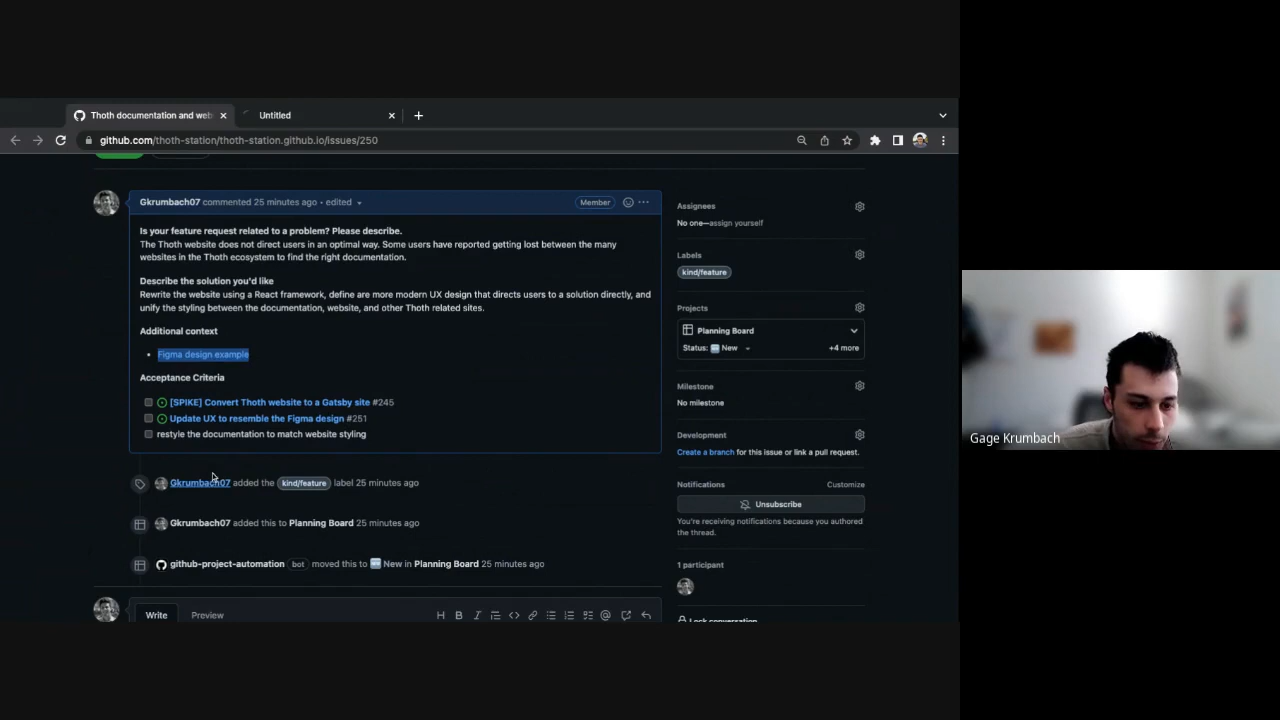 Thoth documentation and web
Untitled
github.com/thoth-station/thoth-station.github.io/issues/250
Gkrumbach07 commented 25 minutes ago • edited
Member
Is your feature request related to a problem? Please describe.
The Thoth website does not direct users in an optimal way. Some users have reported getting lost between the many
websites in the Thoth ecosystem to find the right documentation.
Describe the solution you'd like
Rewrite the website using a React framework, define are more modern UX design that directs users to a solution directly, and
unify the styling between the documentation, website, and other Thoth related sites.
Additional context
• Figma design example
Acceptance Criteria
[SPIKE] Convert Thoth website to a Gatsby site #245
Update UX to resemble the Figma design #251
restyle the documentation to match website styling
Gkrumbach07 added the kind/feature label 25 minutes ago
Gkrumbach07 added this to Planning Board 25 minutes ago
github-project-automation bot moved this to New in Planning Board 25 minutes ago
Write
Preview
Assignees
No one—assign yourself
Labels
kind/feature
Projects
Planning Board
Status: New
+4 more
Milestone
No milestone
Development
Create a branch for this issue or link a pull request.
Notifications
Customize
Unsubscribe
You're receiving notifications because you authored
the thread.
1 participant
Lock conversation
Gage Krumbach